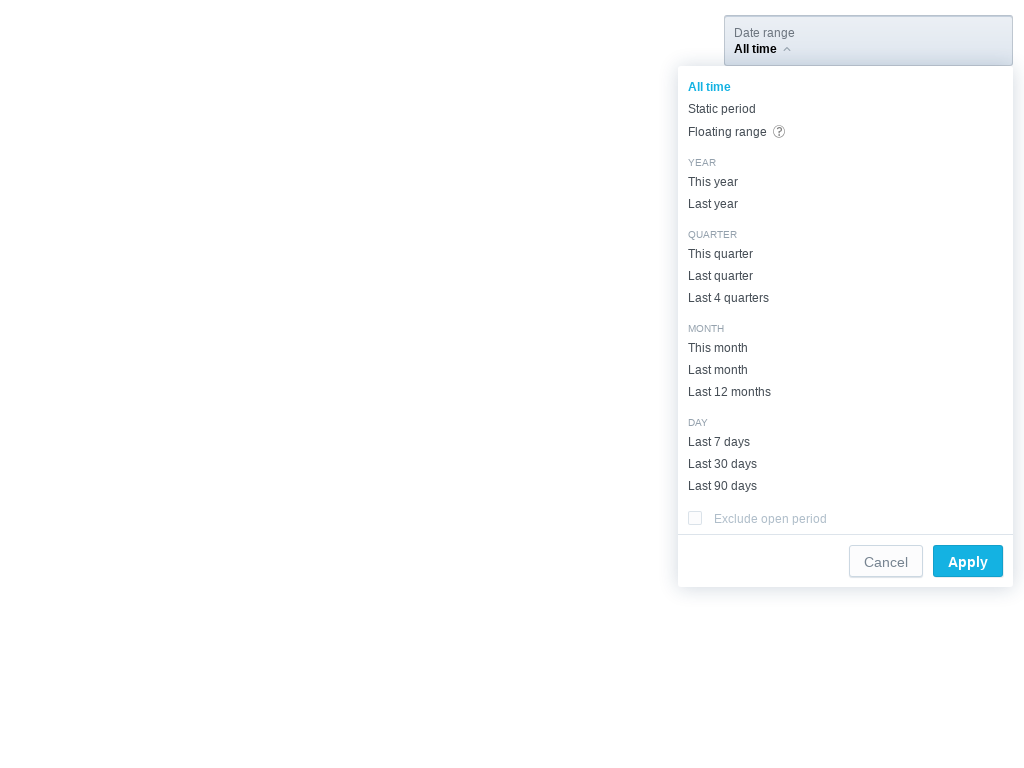 Date range
All time
All time
Static period
Floating range ?
YEAR
This year
Last year
QUARTER
This quarter
Last quarter
Last 4 quarters
MONTH
This month
Last month
Last 12 months
DAY
Last 7 days
Last 30 days
Last 90 days
Exclude open period
Cancel Apply